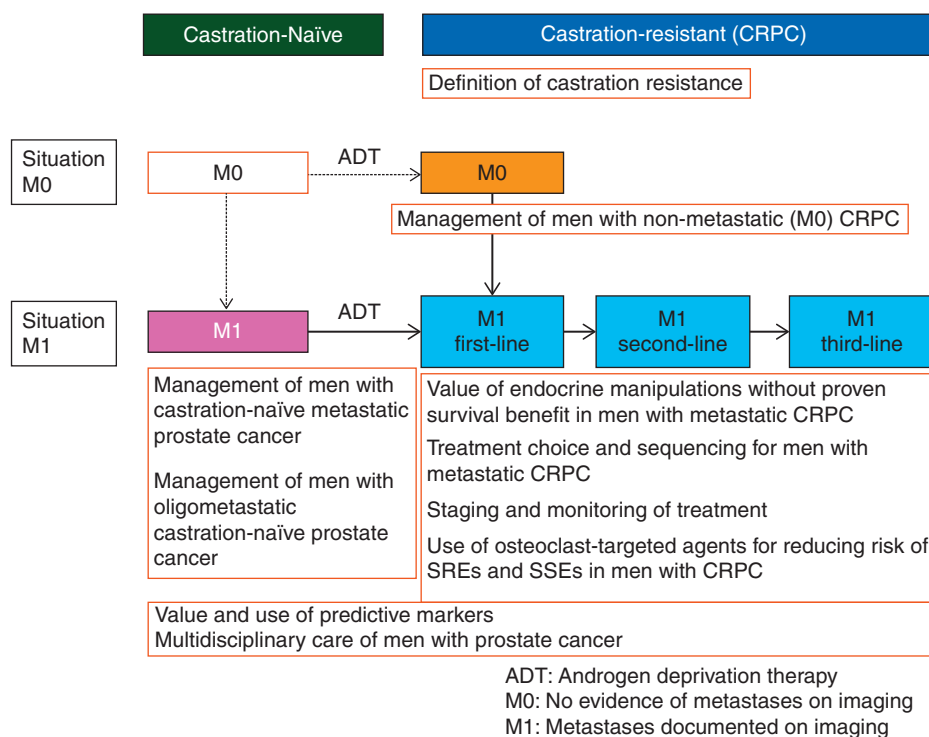 Castration-Naïve
Castration-resistant (CRPC)
Definition of castration resistance
Situation
M0
M0
ADT
M0
Management of men with non-metastatic (M0) CRPC
Situation
M1
M1
ADT
M1
first-line
M1
second-line
M1
third-line
Management of men with
castration-naïve metastatic
prostate cancer
Management of men with
oligometastatic
castration-naïve prostate
cancer
Value of endocrine manipulations without proven
survival benefit in men with metastatic CRPC
Treatment choice and sequencing for men with
metastatic CRPC
Staging and monitoring of treatment
Use of osteoclast-targeted agents for reducing risk of
SREs and SSEs in men with CRPC
Value and use of predictive markers
Multidisciplinary care of men with prostate cancer
ADT: Androgen deprivation therapy
M0: No evidence of metastases on imaging
M1: Metastases documented on imaging